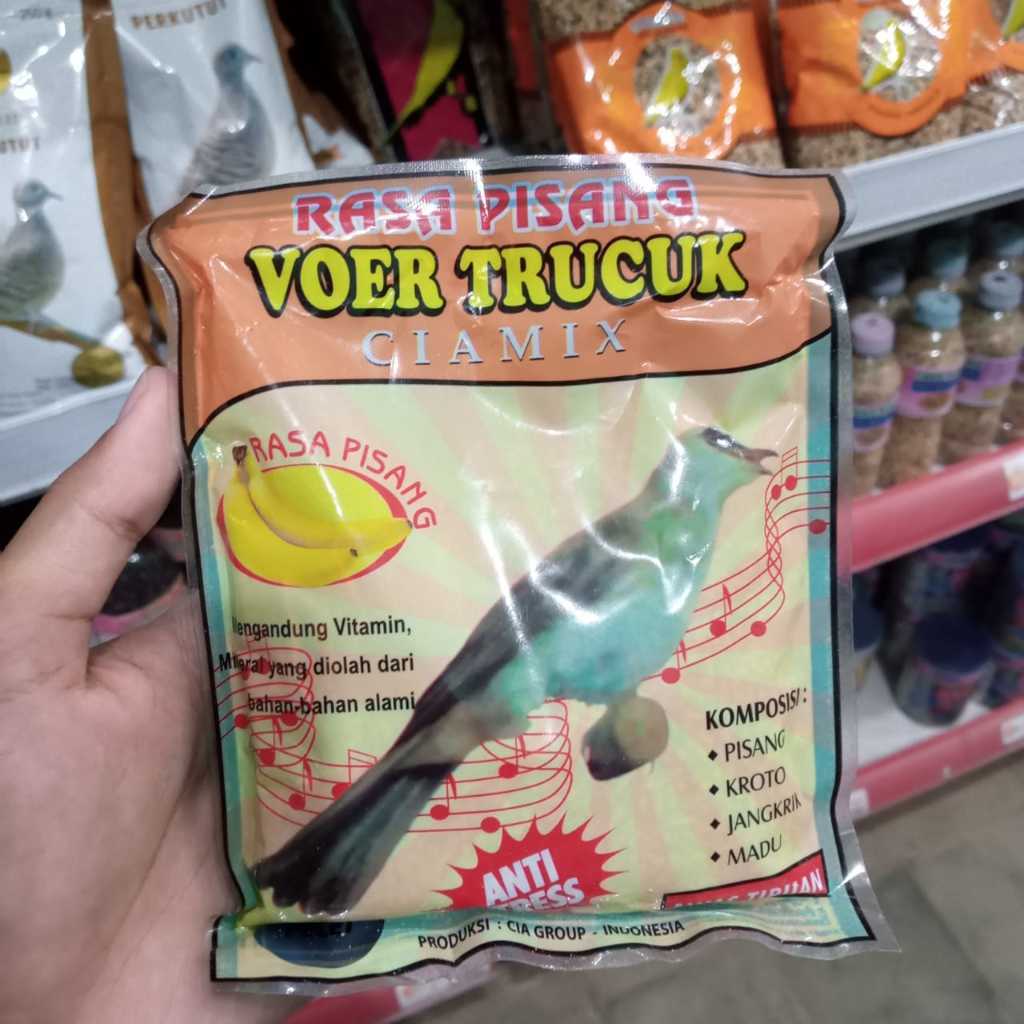 PERKUTUT
RASA PISANG
VOER TRUCUK
CIAMIX
RASA PISANG
Mengandung Vitamin,
Mineral yang diolah dari
bahan-bahan alami
KOMPOSISI :
♦ PISANG
♦ KROTO
♦ JANGKRIK
♦ MADU
ANTI
PRODUKSI : CIA GROUP - INDONESIA